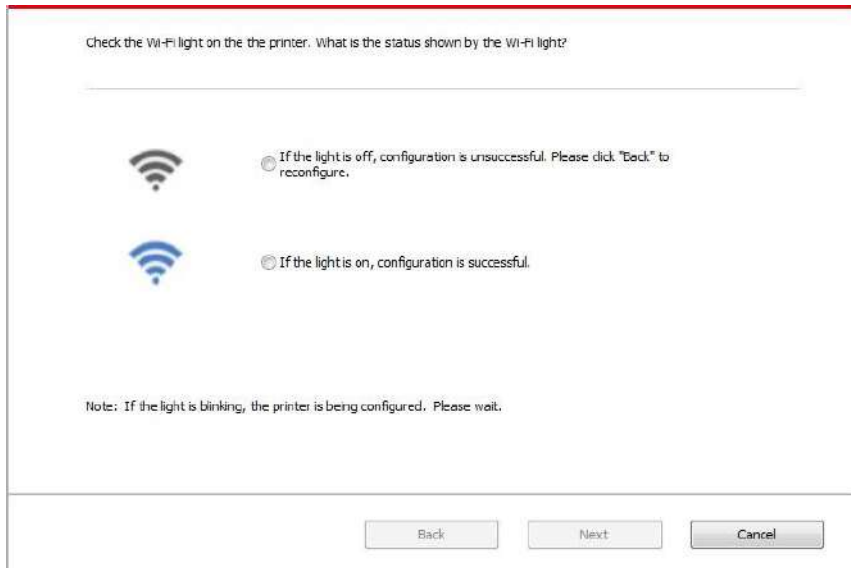 Check the Wi-Fi light on the the printer. What is the status shown by the Wi-Fi light?
If the light is off, configuration is unsuccessful. Please click "Back" to
reconfigure.
If the light is on, configuration is successful.
Note: If the light is blinking, the printer is being configured. Please wait.
Back
Next
Cancel